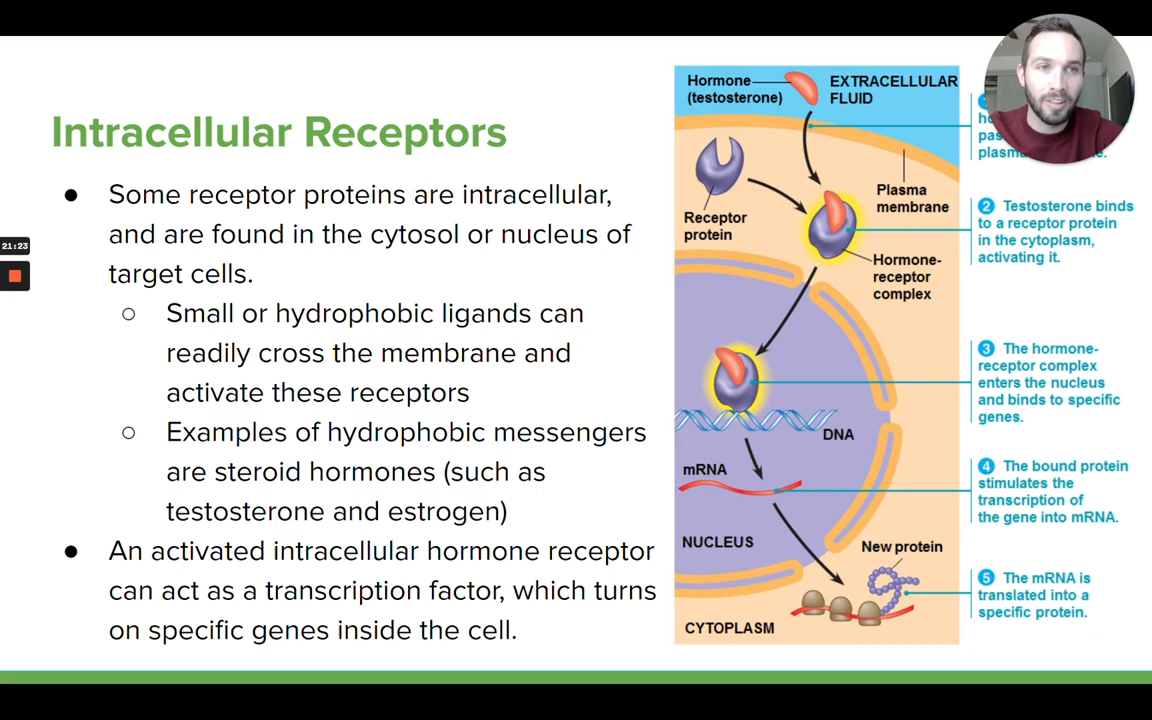 Intracellular Receptors
● Some receptor proteins are intracellular,
and are found in the cytosol or nucleus of
target cells.
○ Small or hydrophobic ligands can
readily cross the membrane and
activate these receptors
○ Examples of hydrophobic messengers
are steroid hormones (such as
testosterone and estrogen)
● An activated intracellular hormone receptor
can act as a transcription factor, which turns
on specific genes inside the cell.
21:23
Hormone
(testosterone)
EXTRACELLULAR
FLUID
Receptor
protein
Plasma
membrane
Hormone-
receptor
complex
DNA
mRNA
NUCLEUS
New protein
CYTOPLASM
2 Testosterone binds
to a receptor protein
in the cytoplasm,
activating it.
3 The hormone-
receptor complex
enters the nucleus
and binds to specific
genes.
4 The bound protein
stimulates the
transcription of
the gene into mRNA.
5 The mRNA is
translated into a
specific protein.